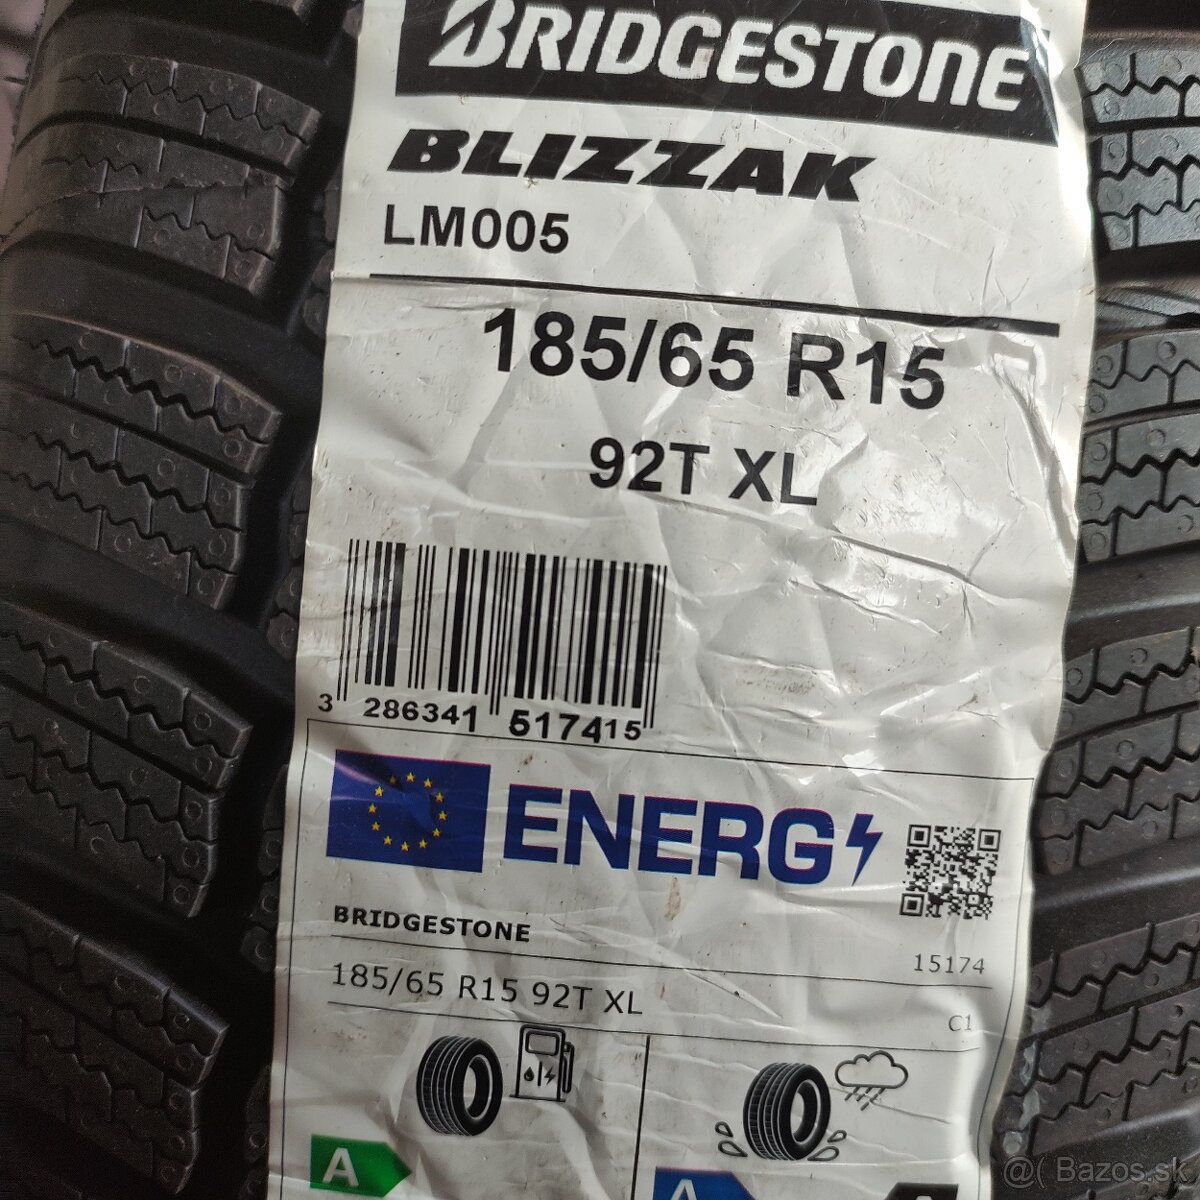 BRIDGESTONE
BLIZZAK
LM005
185/65 R15
92T XL
3 286341 517415
ENERG
BRIDGESTONE
15174
185/65 R15 92T XL
C1
A
A
A
@( Bazos.sk